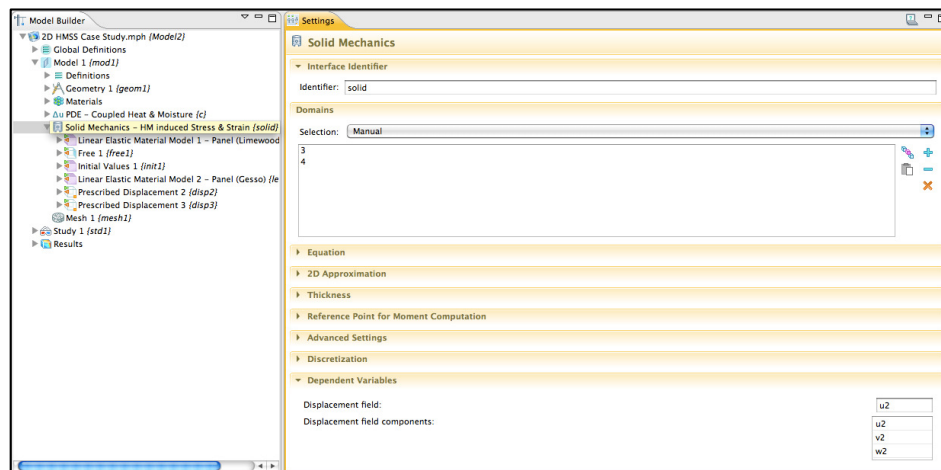 Model Builder
2D HMSS Case Study.mph (Model2)
Global Definitions
Model 1 (mod1)
Definitions
Geometry 1 (geom1)
Materials
Δu PDE – Coupled Heat & Moisture (c)
Solid Mechanics – HM induced Stress & Strain (solid)
Linear Elastic Material Model 1 – Panel (Limewood
Free 1 (free1)
Initial Values 1 (init1)
Linear Elastic Material Model 2 – Panel (Gesso) (le
Prescribed Displacement 2 (disp2)
Prescribed Displacement 3 (disp3)
Mesh 1 (mesh1)
Study 1 (std1)
Results
Settings
Solid Mechanics
Interface Identifier
Identifier: solid
Domains
Selection: Manual
3
4
Equation
2D Approximation
Thickness
Reference Point for Moment Computation
Advanced Settings
Discretization
Dependent Variables
Displacement field: u2
Displacement field components: u2
v2
w2